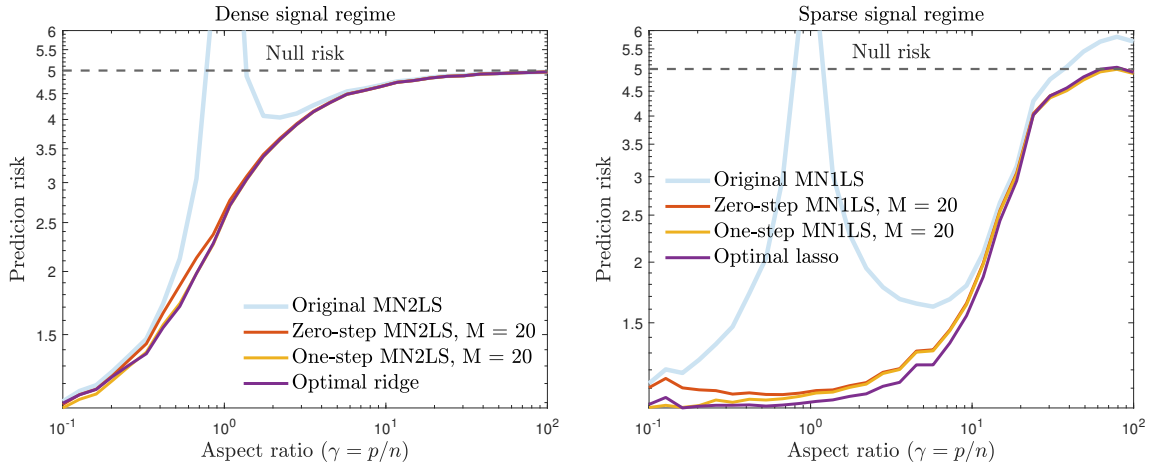 Dense signal regime
6
5.5
5
4.5
4
3.5
3
2.5
2
1.5
Null risk
Original MN2LS
Zero-step MN2LS, M = 20
One-step MN2LS, M = 20
Optimal ridge
10^-1
10^0
10^1
10^2
Aspect ratio (γ = p/n)
Predicion risk
Sparse signal regime
6
5.5
5
4.5
4
3.5
3
2.5
2
1.5
Null risk
Original MN1LS
Zero-step MN1LS, M = 20
One-step MN1LS, M = 20
Optimal lasso
10^-1
10^0
10^1
10^2
Aspect ratio (γ = p/n)
Predicion risk